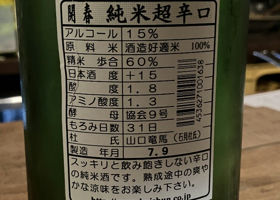 開春 純米超辛口
アルコール 15%
原料米 酒造好適米 100%
精米歩合 60%
日本酒度 +15
酸度 1.8
アミノ酸度 1.3
酵母 協会9号
もろみ日数 31日
杜氏 山口竜馬
製造年月 7.9
スッキリと飲み飽きしない辛口
の純米酒です。熟成途中の爽や
かな涼味をお楽しみ下さい。
4536271001638